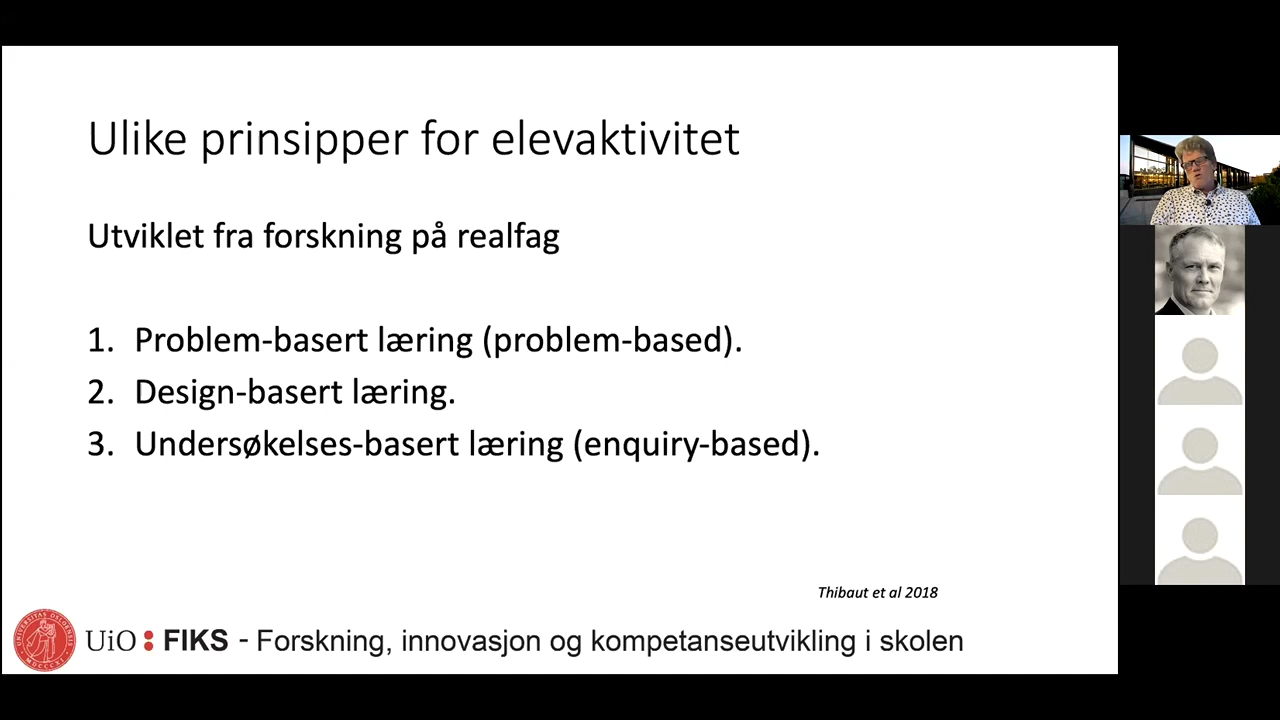 Ulike prinsipper for elevaktivitet
Utviklet fra forskning på realfag
1. Problem-basert læring (problem-based).
2. Design-basert læring.
3. Undersøkelses-basert læring (enquiry-based).
Thibaut et al 2018
UiO : FIKS - Forskning, innovasjon og kompetanseutvikling i skolen